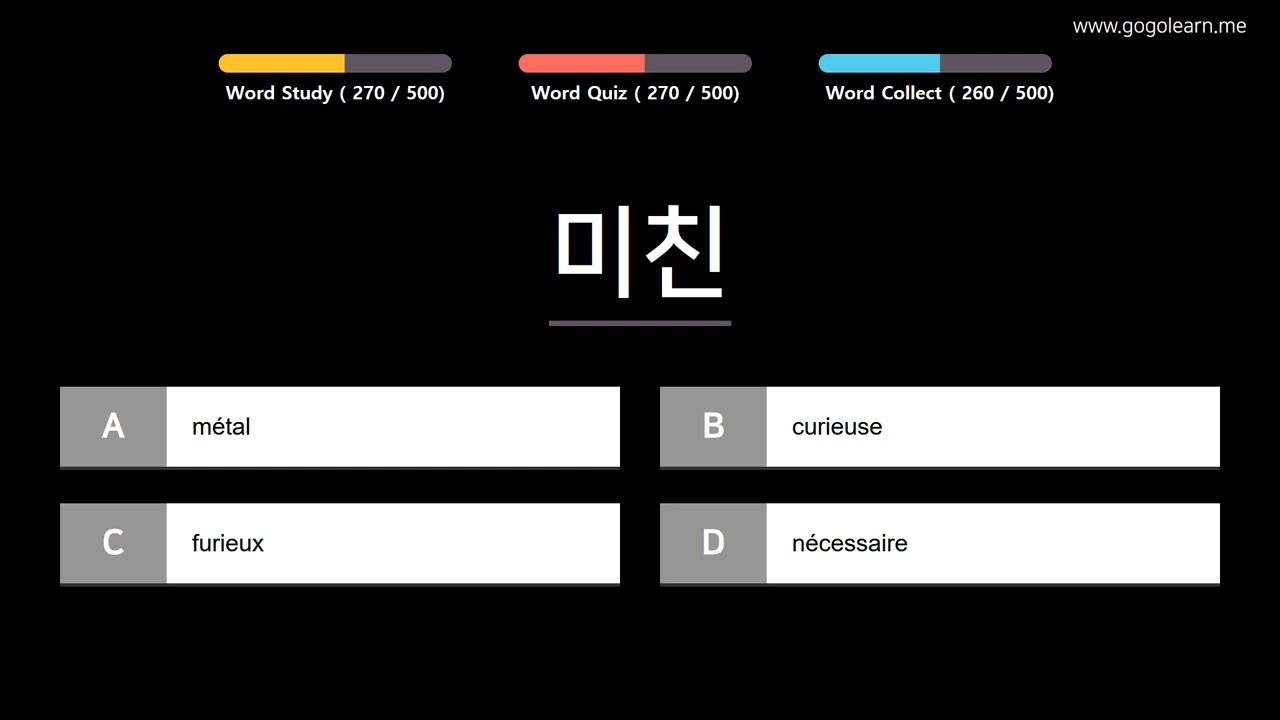 www.gogolearn.me
Word Study ( 270 / 500)
Word Quiz ( 270 / 500)
Word Collect ( 260 / 500)
미친
A métal
B curieuse
C furieux
D nécessaire